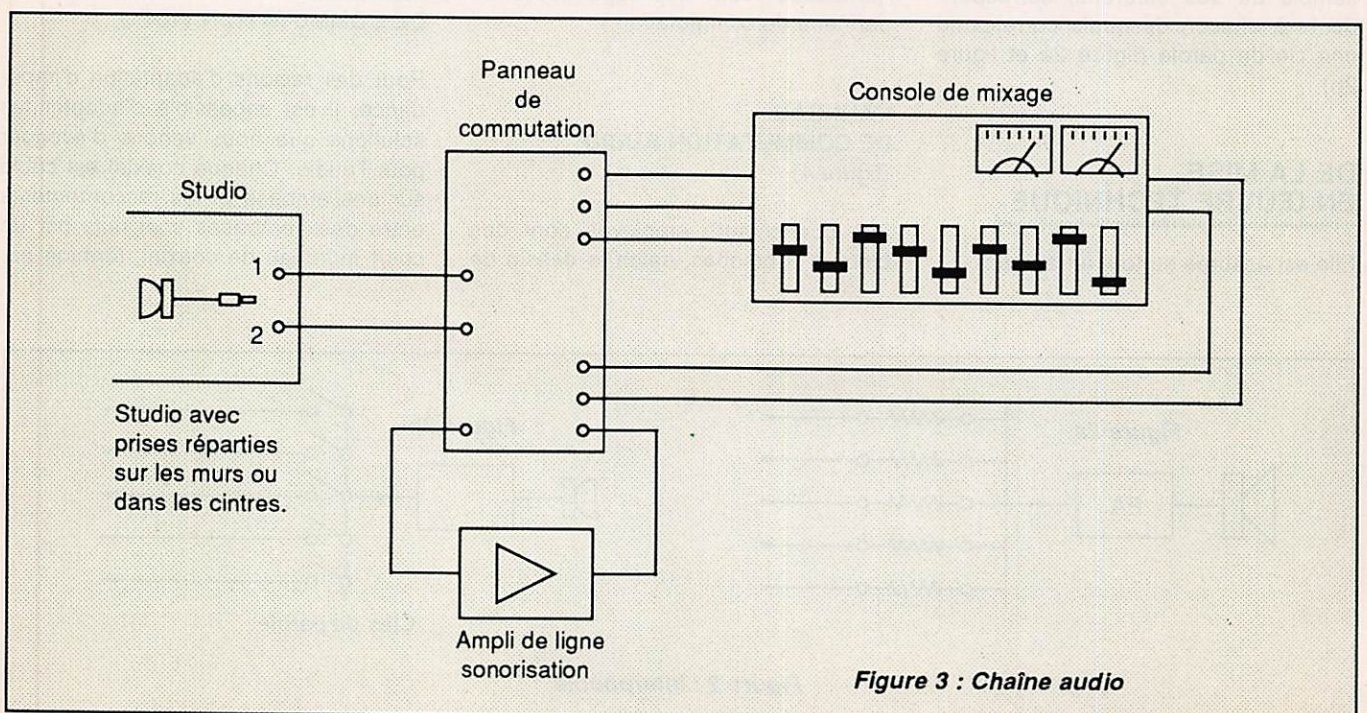 Panneau
de
commutation
Console de mixage
Studio
1
2
Studio avec
prises réparties
sur les murs ou
dans les cintres.
Ampli de ligne
sonorisation
Figure 3 : Chaîne audio